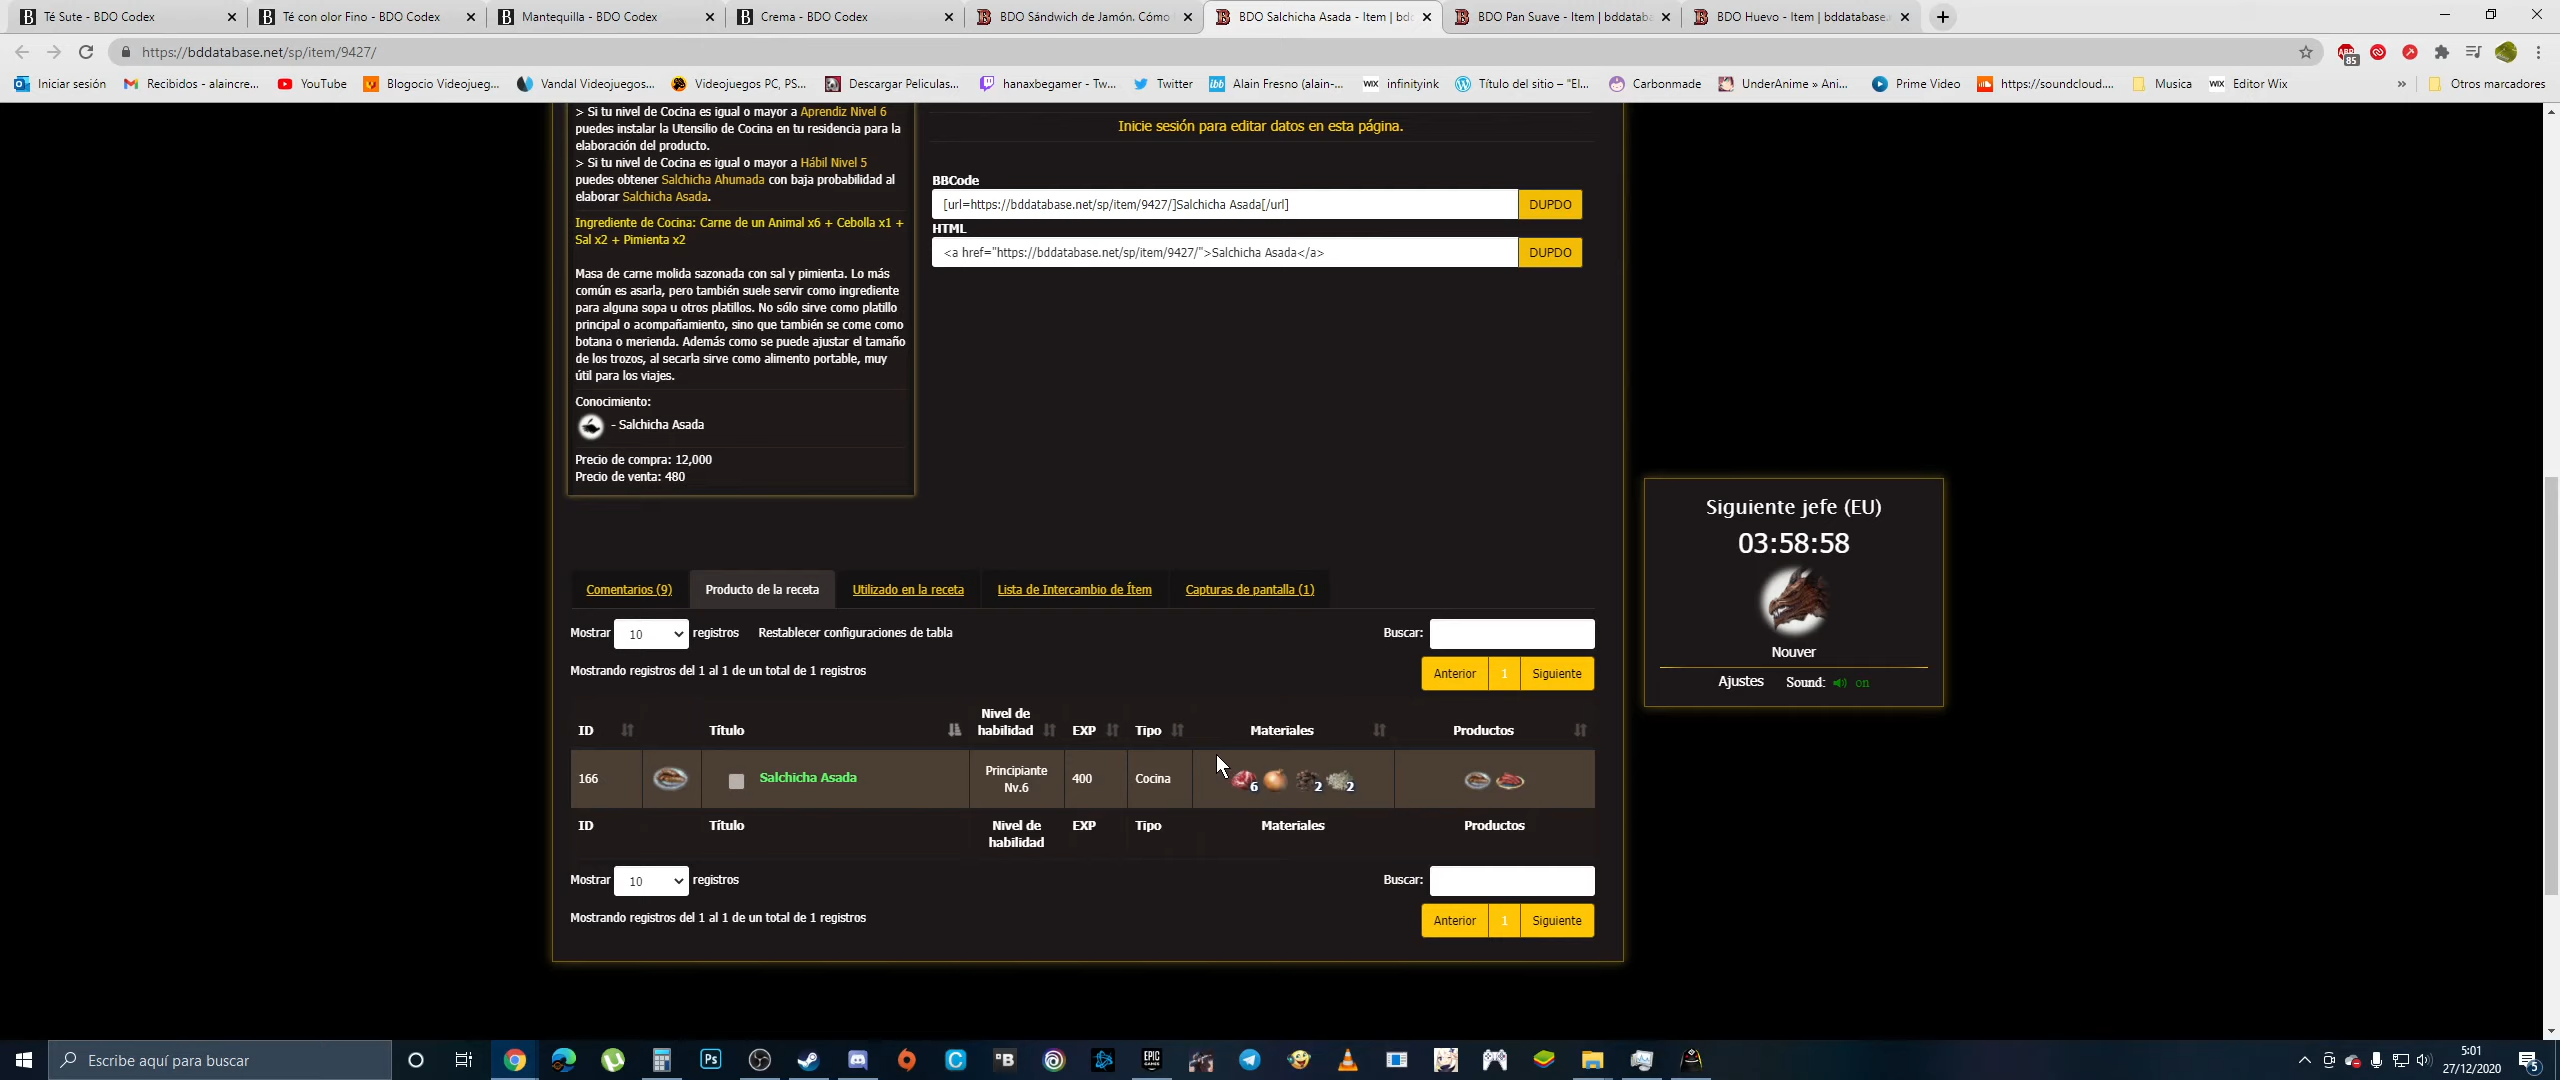 Té Sute - BDO Codex
Té con olor Fino - BDO Codex
Mantequilla - BDO Codex
Crema - BDO Codex
BDO Sándwich de Jamón. Cómo
BDO Salchicha Asada - Item | bdd
BDO Pan Suave - Item | bddatab
BDO Huevo - Item | bddatabase.
https://bddatabase.net/sp/item/9427/
85
Iniciar sesión
Recibidos - alaincre...
YouTube
Blogocio Videojueg...
Vandal Videojuegos...
Videojuegos PC, PS...
Descargar Peliculas...
hanaxbegamer - Tw...
Twitter
Alain Fresno (alain-...
infinityink
Título del sitio – "El...
Carbonmade
UnderAnime » Ani...
Prime Video
https://soundcloud....
Musica
Editor Wix
Otros marcadores
> Si tu nivel de Cocina es igual o mayor a Aprendiz Nivel 6
puedes instalar la Utensilio de Cocina en tu residencia para la
elaboración del producto.
> Si tu nivel de Cocina es igual o mayor a Hábil Nivel 5
puedes obtener Salchicha Ahumada con baja probabilidad al
elaborar Salchicha Asada.
Ingrediente de Cocina: Carne de un Animal x6 + Cebolla x1 +
Sal x2 + Pimienta x2
Masa de carne molida sazonada con sal y pimienta. Lo más
común es asarla, pero también suele servir como ingrediente
para alguna sopa u otros platillos. No sólo sirve como platillo
principal o acompañamiento, sino que también se come como
botana o merienda. Además como se puede ajustar el tamaño
de los trozos, al secarla sirve como alimento portable, muy
útil para los viajes.
Conocimiento:
- Salchicha Asada
Precio de compra: 12,000
Precio de venta: 480
Inicie sesión para editar datos en esta página.
BBCode
[url=https://bddatabase.net/sp/item/9427/]Salchicha Asada[/url]
DUPDO
HTML
<a href="https://bddatabase.net/sp/item/9427/">Salchicha Asada</a>
DUPDO
Siguiente jefe (EU)
03:58:58
Nouver
Ajustes Sound: on
Comentarios (9)
Producto de la receta
Utilizado en la receta
Lista de Intercambio de Ítem
Capturas de pantalla (1)
Mostrar 10 registros Restablecer configuraciones de tabla
Buscar:
Mostrando registros del 1 al 1 de un total de 1 registros
Anterior 1 Siguiente
ID Título Nivel de habilidad EXP Tipo Materiales Productos
166 Salchicha Asada Principiante Nv.6 400 Cocina 6 2 2
ID Título Nivel de habilidad EXP Tipo Materiales Productos
Mostrar 10 registros
Buscar:
Mostrando registros del 1 al 1 de un total de 1 registros
Anterior 1 Siguiente
Escribe aquí para buscar
5:01
27/12/2020
5